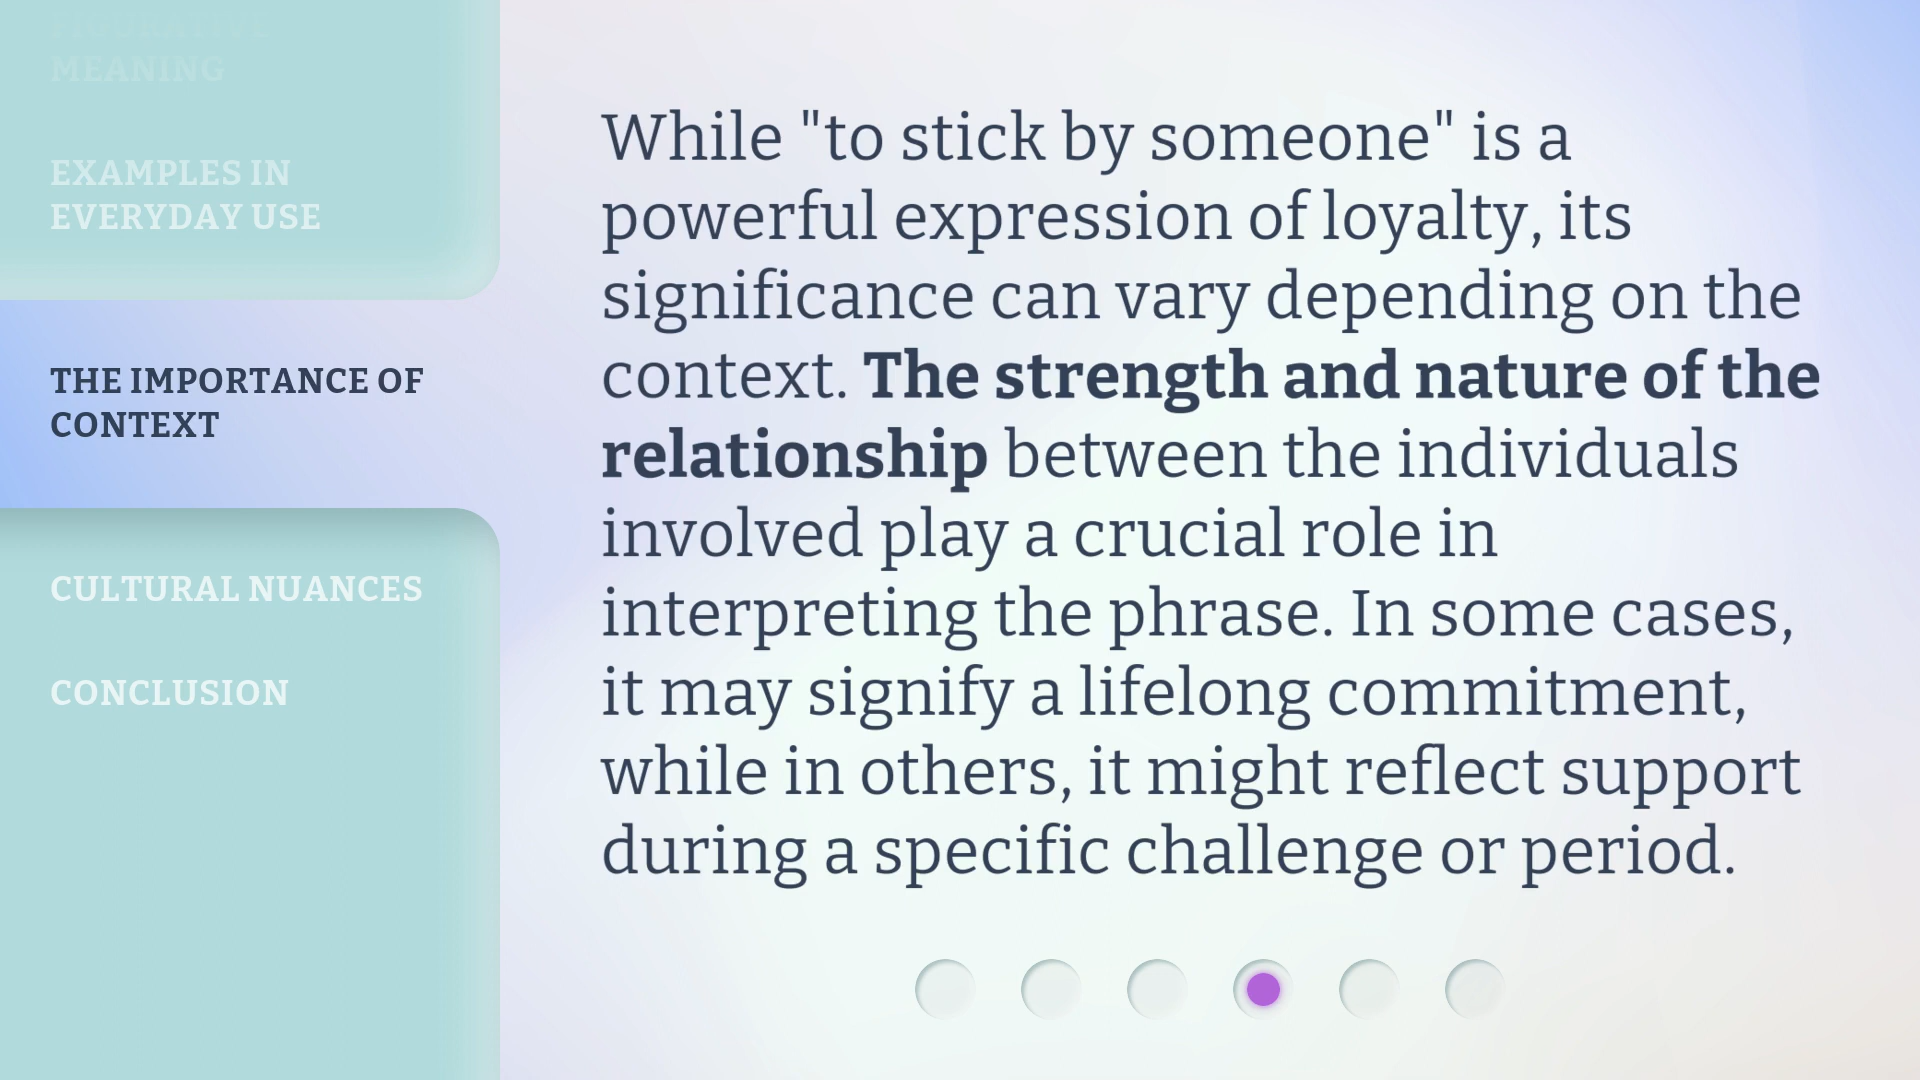 FIGURATIVE
MEANING
EXAMPLES IN
EVERYDAY USE
THE IMPORTANCE OF
CONTEXT
CULTURAL NUANCES
CONCLUSION
While "to stick by someone" is a
powerful expression of loyalty, its
significance can vary depending on the
context. The strength and nature of the
relationship between the individuals
involved play a crucial role in
interpreting the phrase. In some cases,
it may signify a lifelong commitment,
while in others, it might reflect support
during a specific challenge or period.